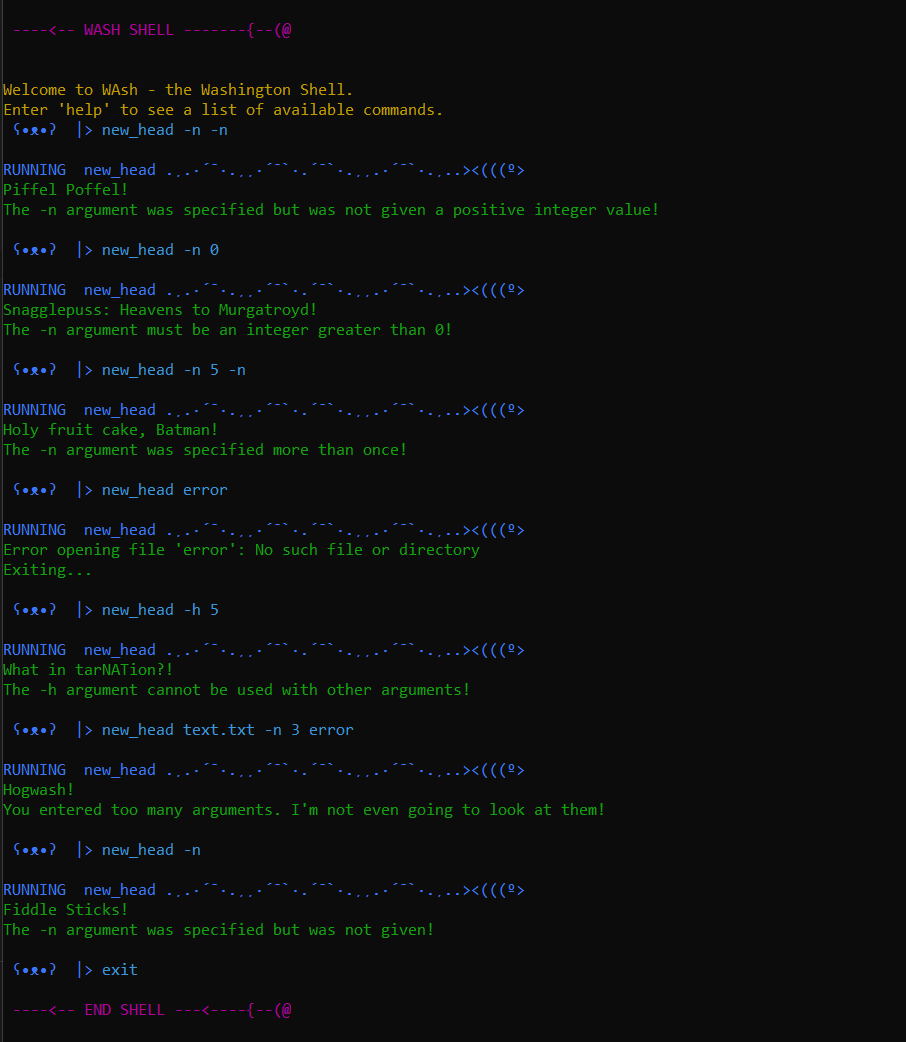 ----<-- WASH SHELL -------{--(@
Welcome to WAsh - the Washington Shell.
Enter 'help' to see a list of available commands.
ʕ•ᴥ•ʔ |> new_head -n -n
RUNNING new_head .¸¸.·´¯·.¸¸.·´¯`·.´¯`·.¸¸.·´¯`·.¸..><(((º>
Piffel Poffel!
The -n argument was specified but was not given a positive integer value!
ʕ•ᴥ•ʔ |> new_head -n 0
RUNNING new_head .¸¸.·´¯·.¸¸.·´¯`·.´¯`·.¸¸.·´¯`·.¸..><(((º>
Snagglepuss: Heavens to Murgatroyd!
The -n argument must be an integer greater than 0!
ʕ•ᴥ•ʔ |> new_head -n 5 -n
RUNNING new_head .¸¸.·´¯·.¸¸.·´¯`·.´¯`·.¸¸.·´¯`·.¸..><(((º>
Holy fruit cake, Batman!
The -n argument was specified more than once!
ʕ•ᴥ•ʔ |> new_head error
RUNNING new_head .¸¸.·´¯·.¸¸.·´¯`·.´¯`·.¸¸.·´¯`·.¸..><(((º>
Error opening file 'error': No such file or directory
Exiting...
ʕ•ᴥ•ʔ |> new_head -h 5
RUNNING new_head .¸¸.·´¯·.¸¸.·´¯`·.´¯`·.¸¸.·´¯`·.¸..><(((º>
What in tarNATion?!
The -h argument cannot be used with other arguments!
ʕ•ᴥ•ʔ |> new_head text.txt -n 3 error
RUNNING new_head .¸¸.·´¯·.¸¸.·´¯`·.´¯`·.¸¸.·´¯`·.¸..><(((º>
Hogwash!
You entered too many arguments. I'm not even going to look at them!
ʕ•ᴥ•ʔ |> new_head -n
RUNNING new_head .¸¸.·´¯·.¸¸.·´¯`·.´¯`·.¸¸.·´¯`·.¸..><(((º>
Fiddle Sticks!
The -n argument was specified but was not given!
ʕ•ᴥ•ʔ |> exit
----<-- END SHELL ---<----{--(@